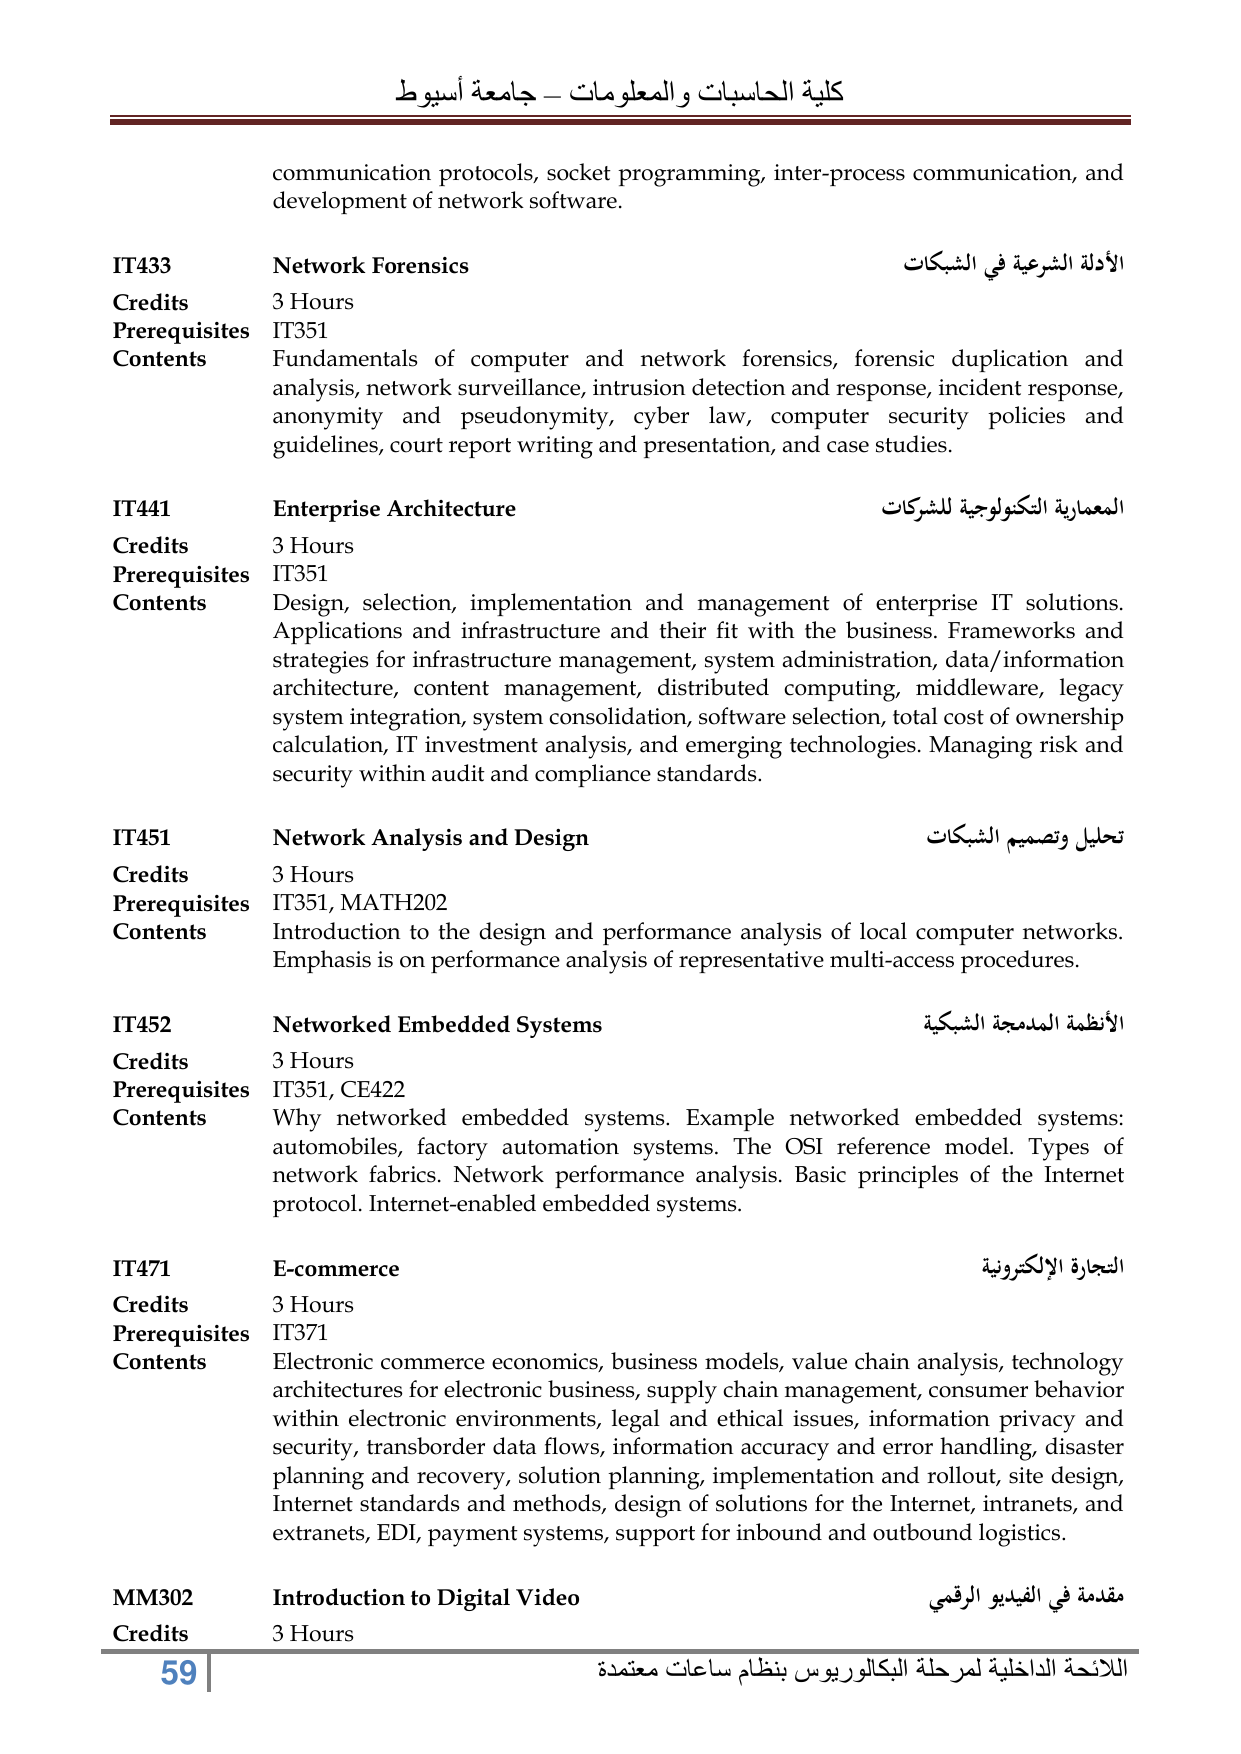 كلية الحاسبات والمعلومات – جامعة أسيوط
communication protocols, socket programming, inter-process communication, and
development of network software.
IT433 Network Forensics الأدلة الشرعية في الشبكات
Credits 3 Hours
Prerequisites IT351
Contents Fundamentals of computer and network forensics, forensic duplication and
analysis, network surveillance, intrusion detection and response, incident response,
anonymity and pseudonymity, cyber law, computer security policies and
guidelines, court report writing and presentation, and case studies.
IT441 Enterprise Architecture المعمارية التكنولوجية للشركات
Credits 3 Hours
Prerequisites IT351
Contents Design, selection, implementation and management of enterprise IT solutions.
Applications and infrastructure and their fit with the business. Frameworks and
strategies for infrastructure management, system administration, data/information
architecture, content management, distributed computing, middleware, legacy
system integration, system consolidation, software selection, total cost of ownership
calculation, IT investment analysis, and emerging technologies. Managing risk and
security within audit and compliance standards.
IT451 Network Analysis and Design تحليل وتصميم الشبكات
Credits 3 Hours
Prerequisites IT351, MATH202
Contents Introduction to the design and performance analysis of local computer networks.
Emphasis is on performance analysis of representative multi-access procedures.
IT452 Networked Embedded Systems الأنظمة المدمجة الشبكية
Credits 3 Hours
Prerequisites IT351, CE422
Contents Why networked embedded systems. Example networked embedded systems:
automobiles, factory automation systems. The OSI reference model. Types of
network fabrics. Network performance analysis. Basic principles of the Internet
protocol. Internet-enabled embedded systems.
IT471 E-commerce التجارة الإلكترونية
Credits 3 Hours
Prerequisites IT371
Contents Electronic commerce economics, business models, value chain analysis, technology
architectures for electronic business, supply chain management, consumer behavior
within electronic environments, legal and ethical issues, information privacy and
security, transborder data flows, information accuracy and error handling, disaster
planning and recovery, solution planning, implementation and rollout, site design,
Internet standards and methods, design of solutions for the Internet, intranets, and
extranets, EDI, payment systems, support for inbound and outbound logistics.
MM302 Introduction to Digital Video مقدمة في الفيديو الرقمي
Credits 3 Hours
59 اللائحة الداخلية لمرحلة البكالوريوس بنظام ساعات معتمدة